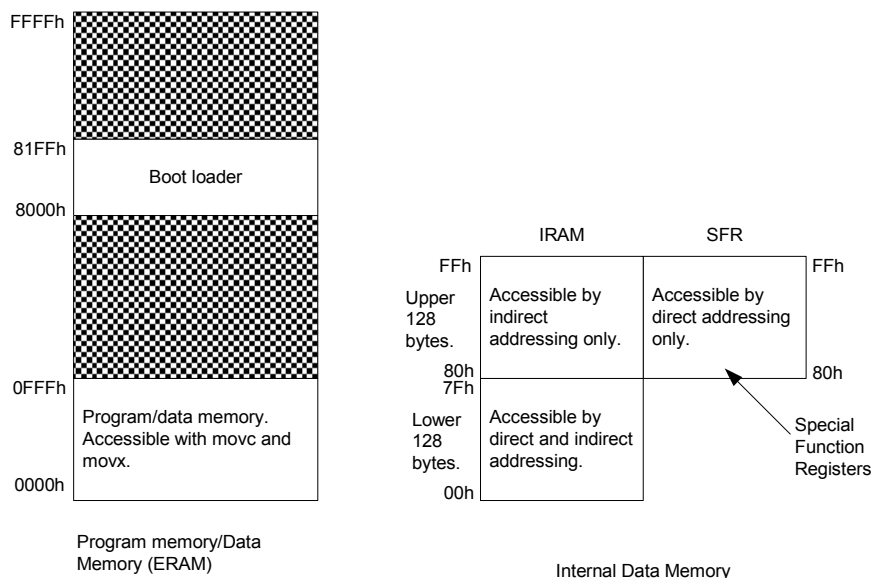 FFFFh
81FFh
Boot loader
8000h
0FFFh
Program/data memory.
Accessible with movc and
movx.
0000h
Program memory/Data
Memory (ERAM)
IRAM
SFR
FFh
FFh
Upper
128
bytes.
Accessible by
indirect
addressing only.
Accessible by
direct addressing
only.
80h
80h
7Fh
Lower
128
bytes.
Accessible by
direct and indirect
addressing.
Special
Function
Registers
00h
Internal Data Memory